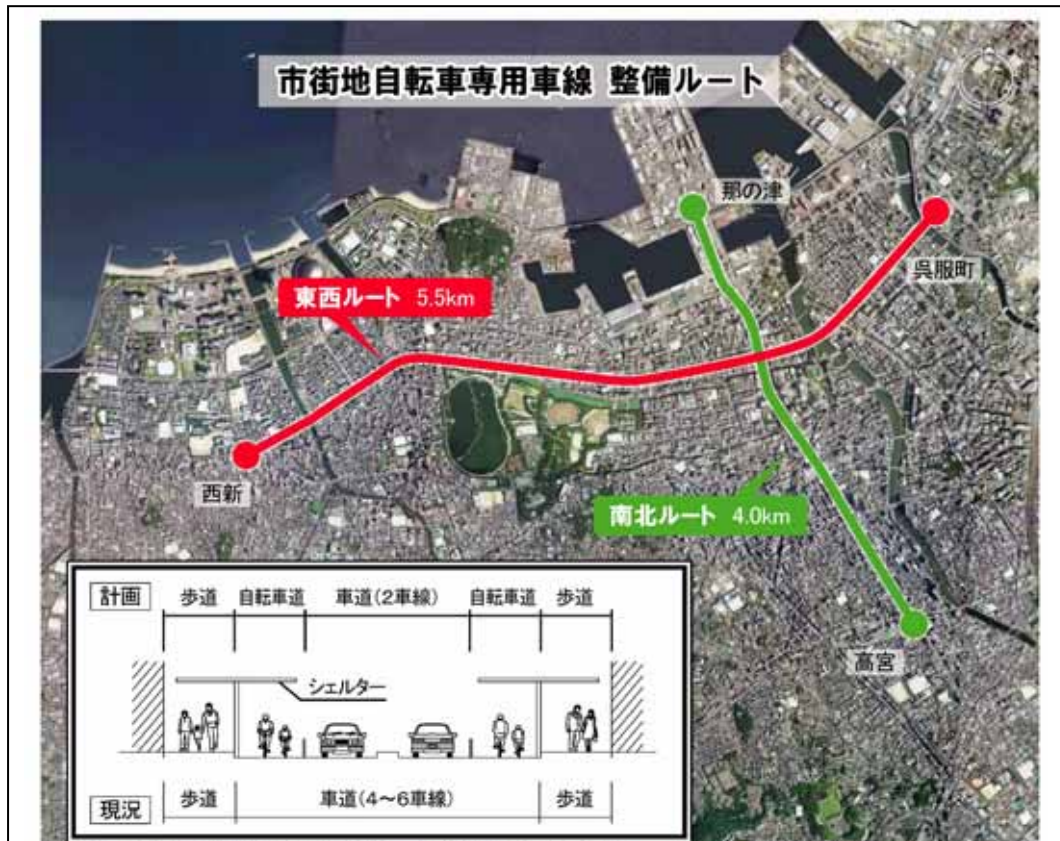 市街地自転車専用車線 整備ルート
那の津
呉服町
東西ルート 5.5km
西新
南北ルート 4.0km
高宮
計画 歩道 自転車道 車道(2車線) 自転車道 歩道
シェルター
現況 歩道 車道(4～6車線) 歩道